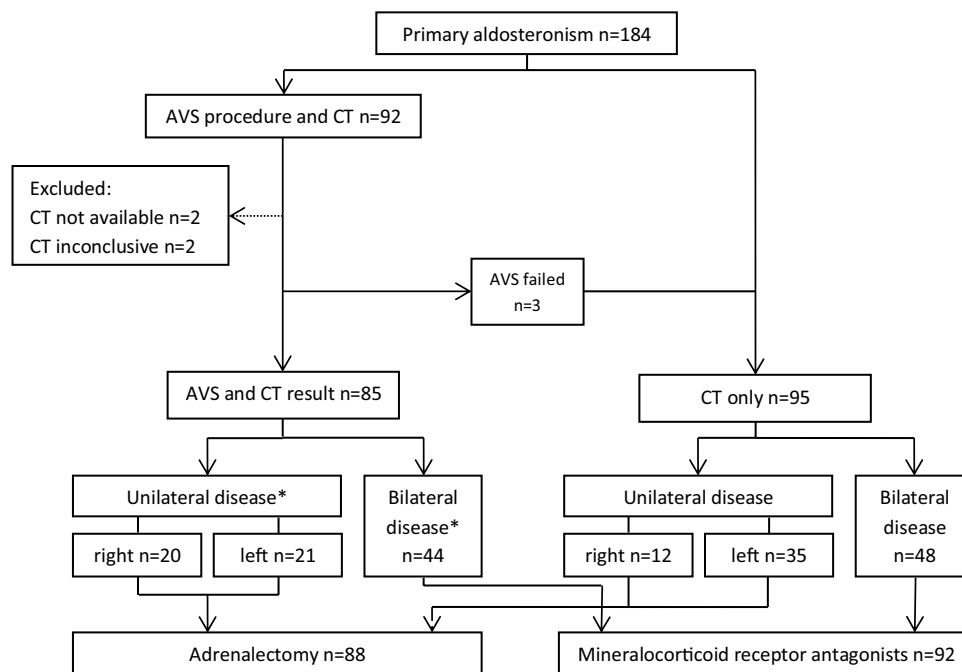 Primary aldosteronism n=184
AVS procedure and CT n=92
Excluded:
CT not available n=2
CT inconclusive n=2
AVS failed
n=3
AVS and CT result n=85
CT only n=95
Unilateral disease*
right n=20
left n=21
Bilateral
disease*
n=44
Unilateral disease
right n=12
left n=35
Bilateral
disease
n=48
Adrenalectomy n=88
Mineralocorticoid receptor antagonists n=92